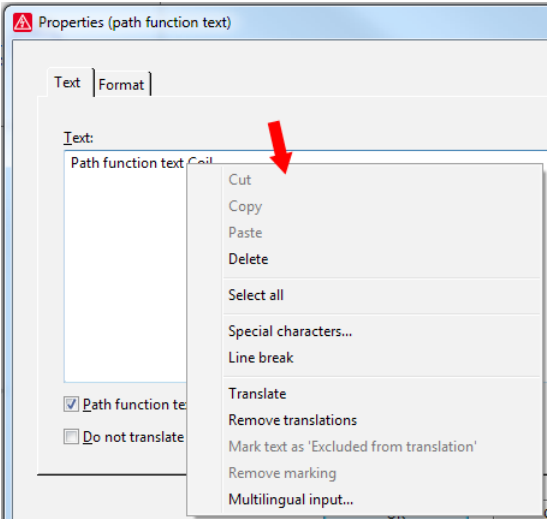 Properties (path function text)
Text
Format
Text:
Path function text Coil
Cut
Copy
Paste
Delete
Select all
Special characters...
Line break
Translate
Remove translations
Mark text as 'Excluded from translation'
Remove marking
Multilingual input...
Path function te
Do not translate